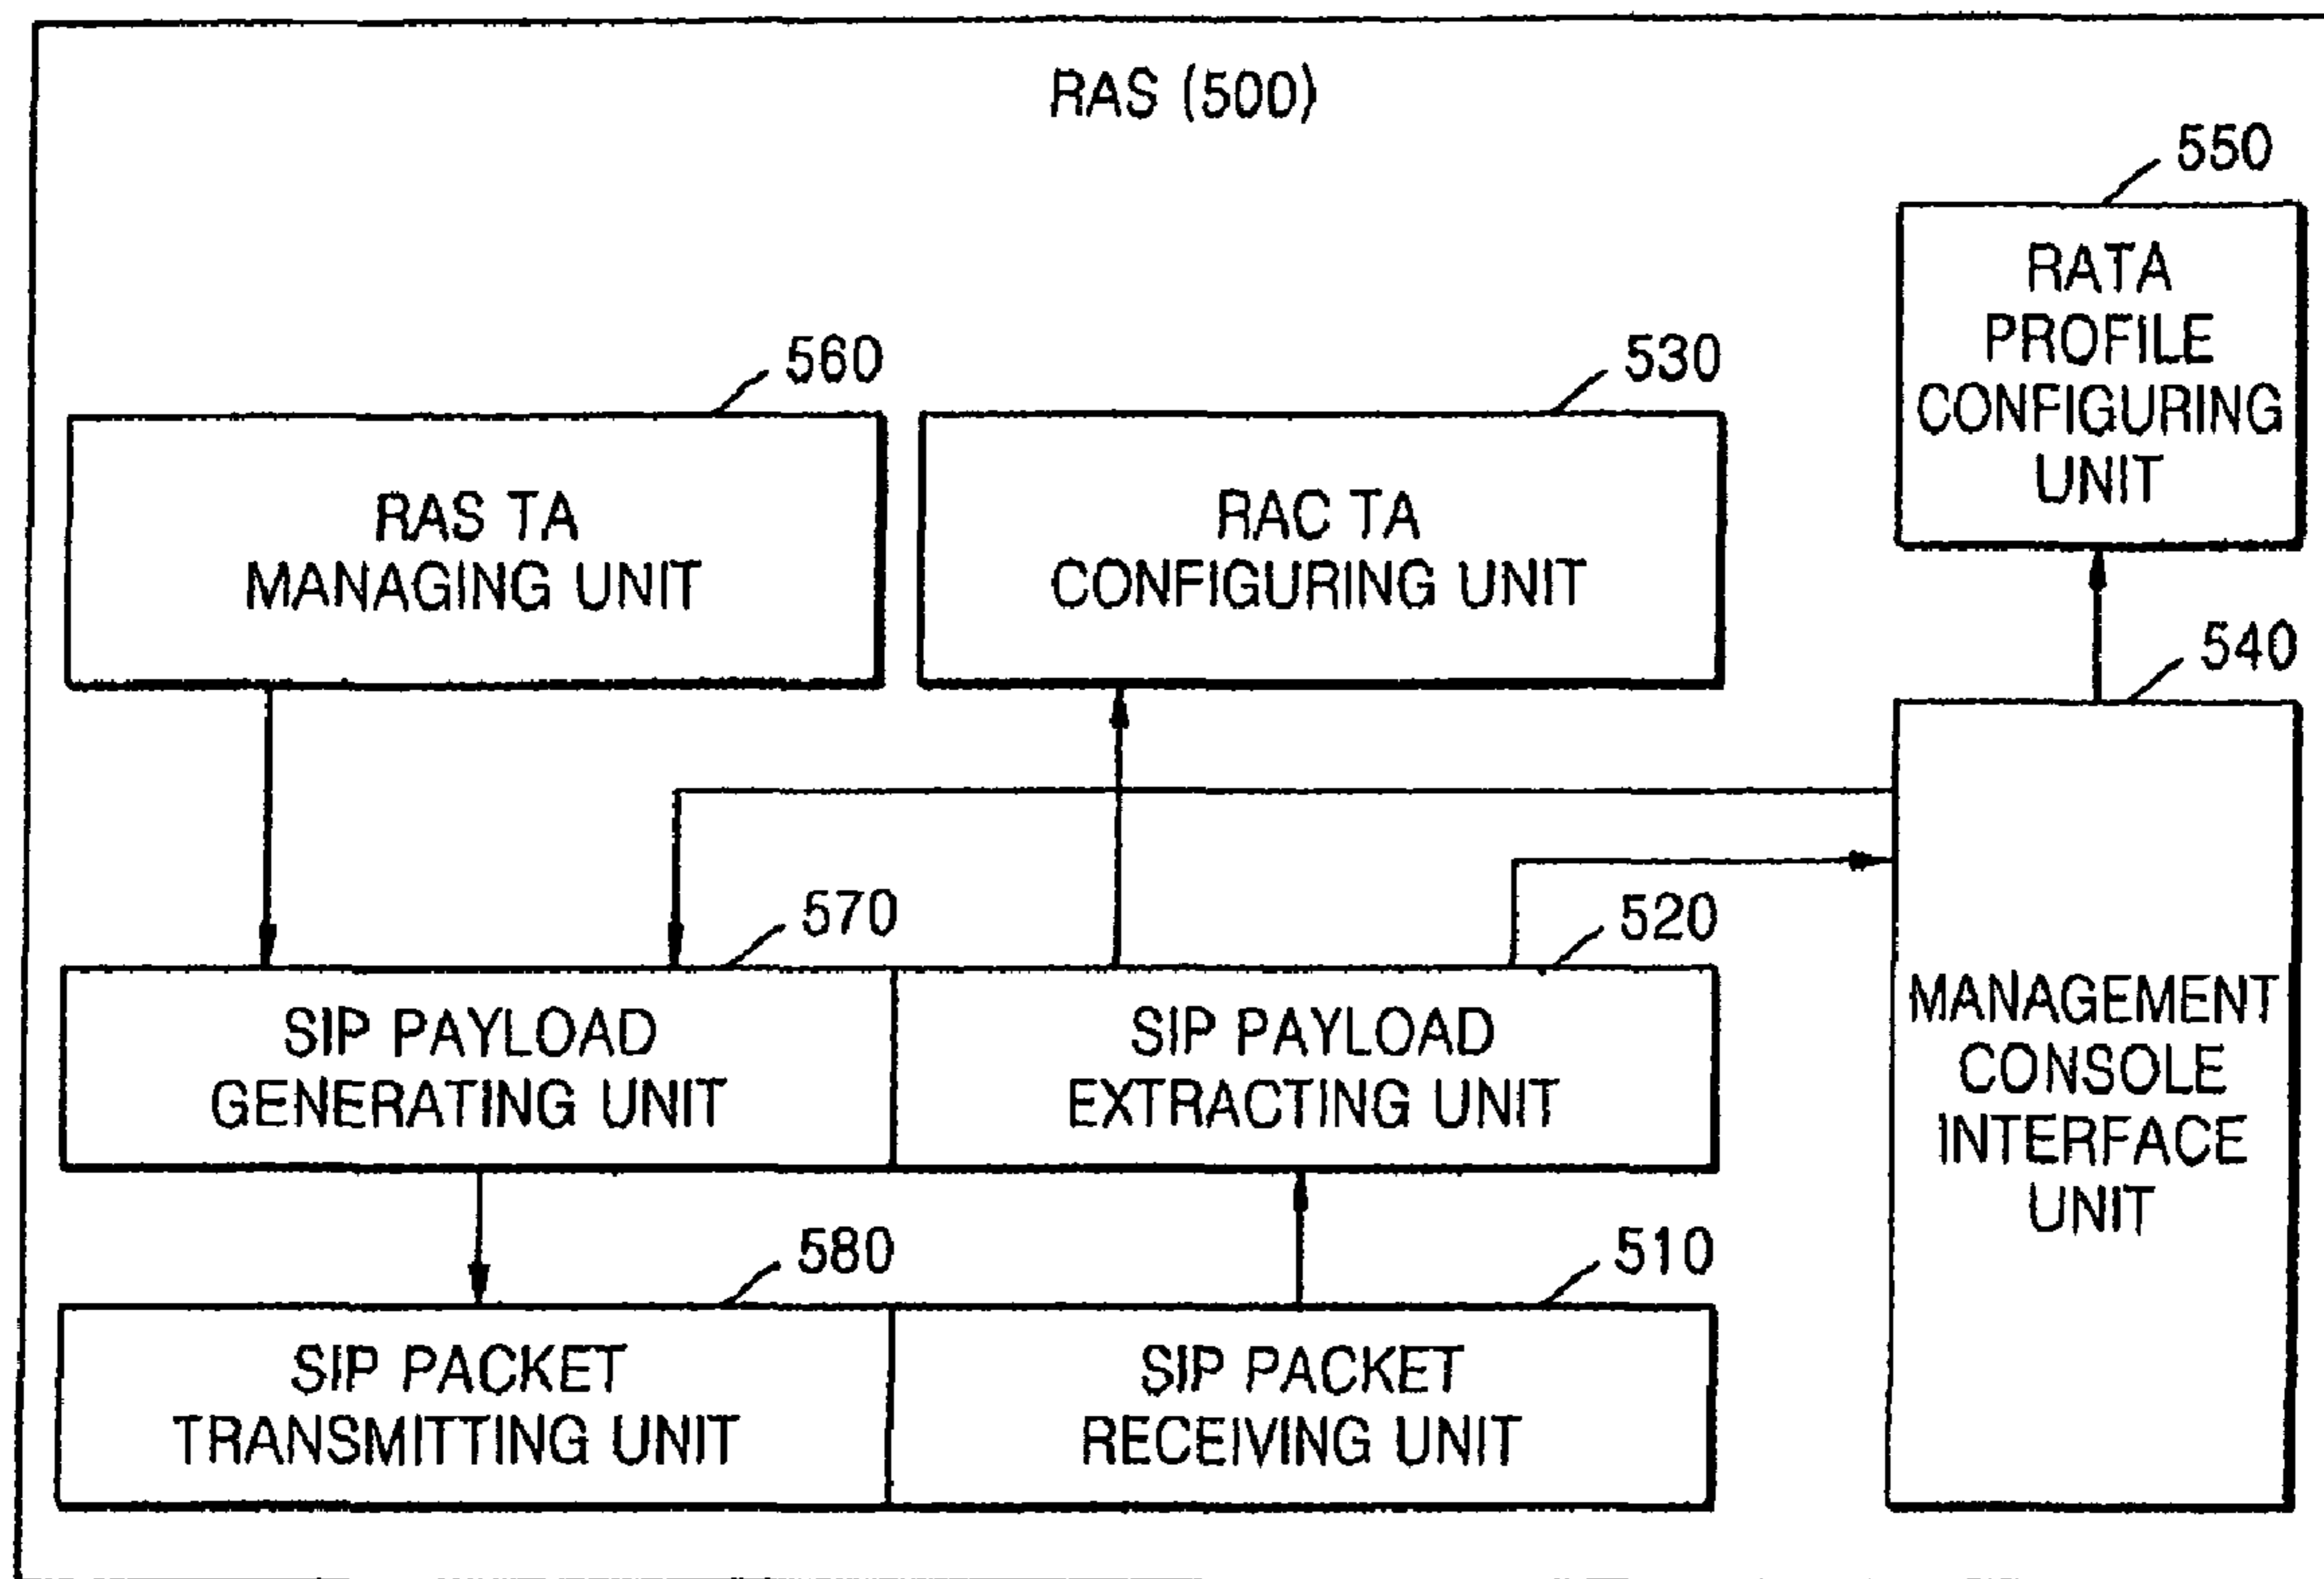 RAS (500)
550
RATA
PROFILE
CONFIGURING
UNIT
560
RAS TA
MANAGING UNIT
530
RAC TA
CONFIGURING UNIT
540
MANAGEMENT
CONSOLE
INTERFACE
UNIT
570
SIP PAYLOAD
GENERATING UNIT
520
SIP PAYLOAD
EXTRACTING UNIT
580
SIP PACKET
TRANSMITTING UNIT
510
SIP PACKET
RECEIVING UNIT